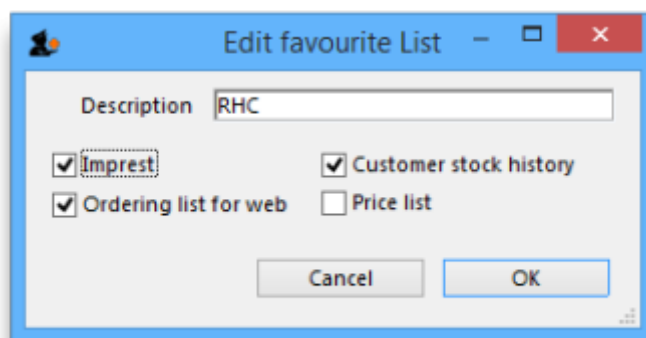 Edit favourite List
Description RHC
Imprest Customer stock history
Ordering list for web Price list
Cancel OK